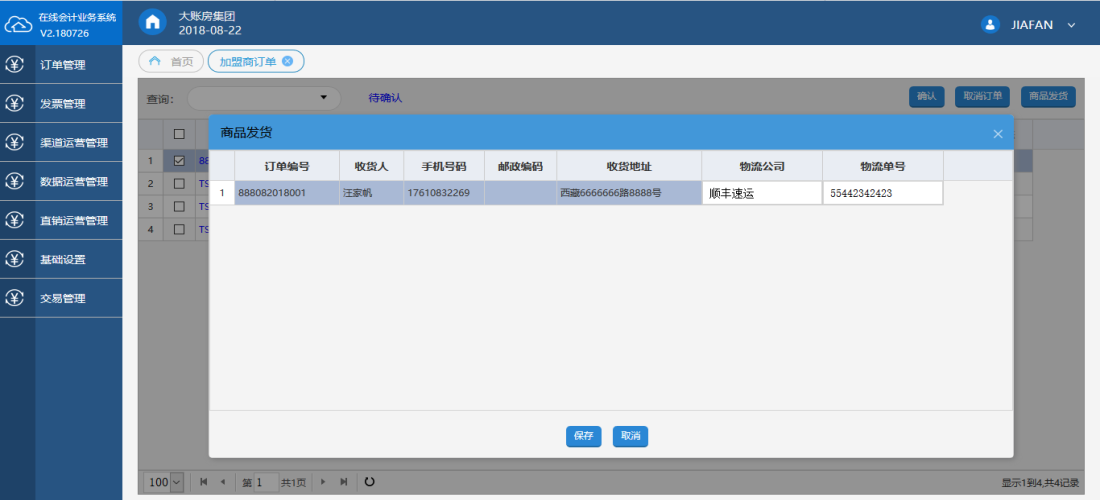 在线会计业务系统
V2.180726
大账房集团
2018-08-22
JIAFAN
订单管理
发票管理
渠道运营管理
数据运营管理
直销运营管理
基础设置
交易管理
首页 加盟商订单
查询: 待确认 确认 取消订单 商品发货
商品发货
订单编号 收货人 手机号码 邮政编码 收货地址 物流公司 物流单号
1 888082018001 汪家帆 17610832269 西藏6666666路8888号 顺丰速运 55442342423
1 88
2 TS
3 TS
4 TS
保存 取消
100 第 1 共1页 显示1到4,共4记录